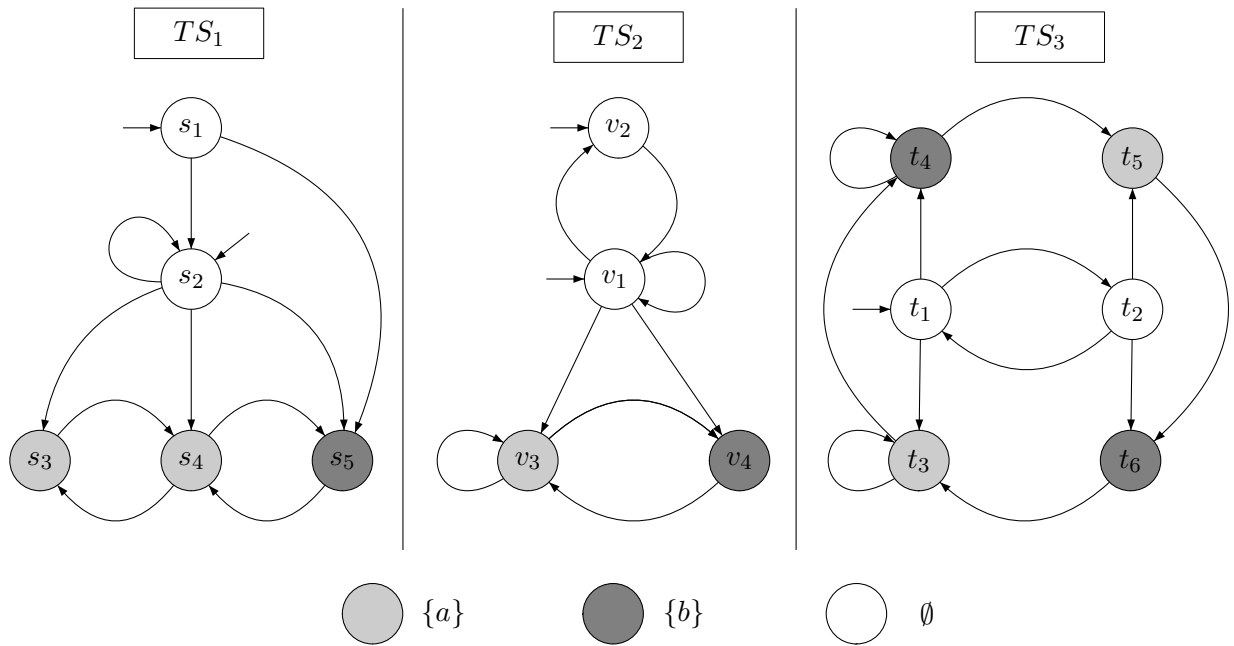 TS₁ TS₂ TS₃
s₁ v₂
t₄ t₅
s₂ v₁
t₁ t₂
s₃ s₄ s₅ v₃ v₄ t₃ t₆
{a} {b} ∅